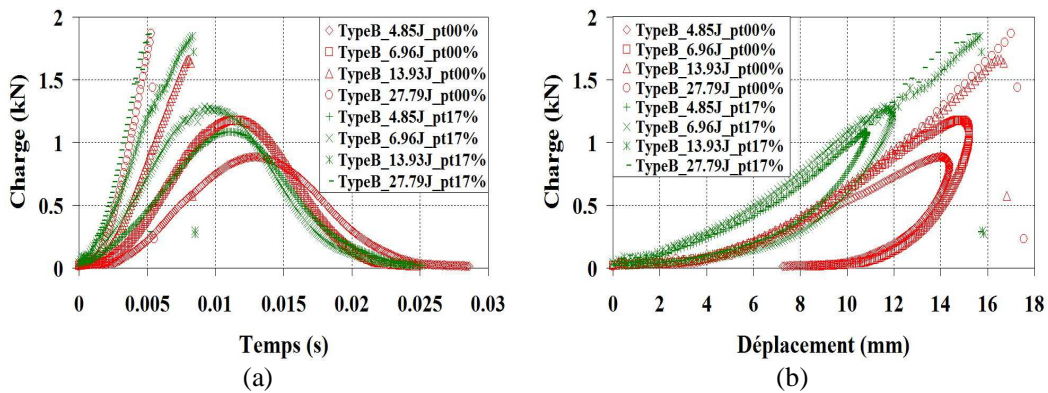 2
1.5
1
0.5
0
Charge (kN)
TypeB_4.85J_pt00%
TypeB_6.96J_pt00%
TypeB_13.93J_pt00%
TypeB_27.79J_pt00%
TypeB_4.85J_pt17%
TypeB_6.96J_pt17%
TypeB_13.93J_pt17%
TypeB_27.79J_pt17%
0 0.005 0.01 0.015 0.02 0.025 0.03
Temps (s)
(a)
2
1.5
1
0.5
0
Charge (kN)
TypeB_4.85J_pt00%
TypeB_6.96J_pt00%
TypeB_13.93J_pt00%
TypeB_27.79J_pt00%
TypeB_4.85J_pt17%
TypeB_6.96J_pt17%
TypeB_13.93J_pt17%
TypeB_27.79J_pt17%
0 2 4 6 8 10 12 14 16 18
Déplacement (mm)
(b)